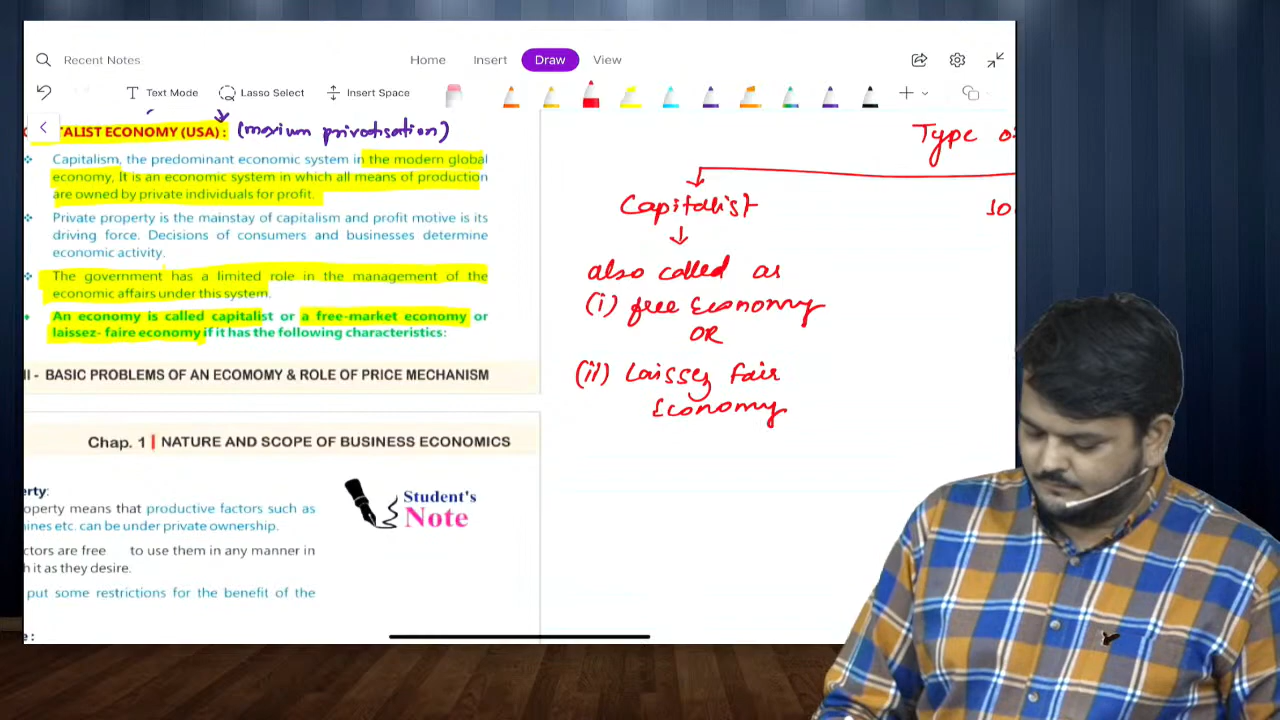 Recent Notes
Home Insert Draw View
Text Mode Lasso Select Insert Space
TALIST ECONOMY (USA) : (maxium privatisation)
Capitalism, the predominant economic system in the modern global
economy. It is an economic system in which all means of production
are owned by private individuals for profit.
Private property is the mainstay of capitalism and profit motive is its
driving force. Decisions of consumers and businesses determine
economic activity.
The government has a limited role in the management of the
economic affairs under this system.
An economy is called capitalist or a free-market economy or
laissez- faire economy if it has the following characteristics:
II - BASIC PROBLEMS OF AN ECOMOMY & ROLE OF PRICE MECHANISM
Chap. 1 | NATURE AND SCOPE OF BUSINESS ECONOMICS
erty:
roperty means that productive factors such as
ines etc. can be under private ownership.
ctors are free to use them in any manner in
h it as they desire.
put some restrictions for the benefit of the
e :
Student's
Note
Type o
Capitalist
so
also called as
(i) free Economy
OR
(ii) Laissez fair
Economy